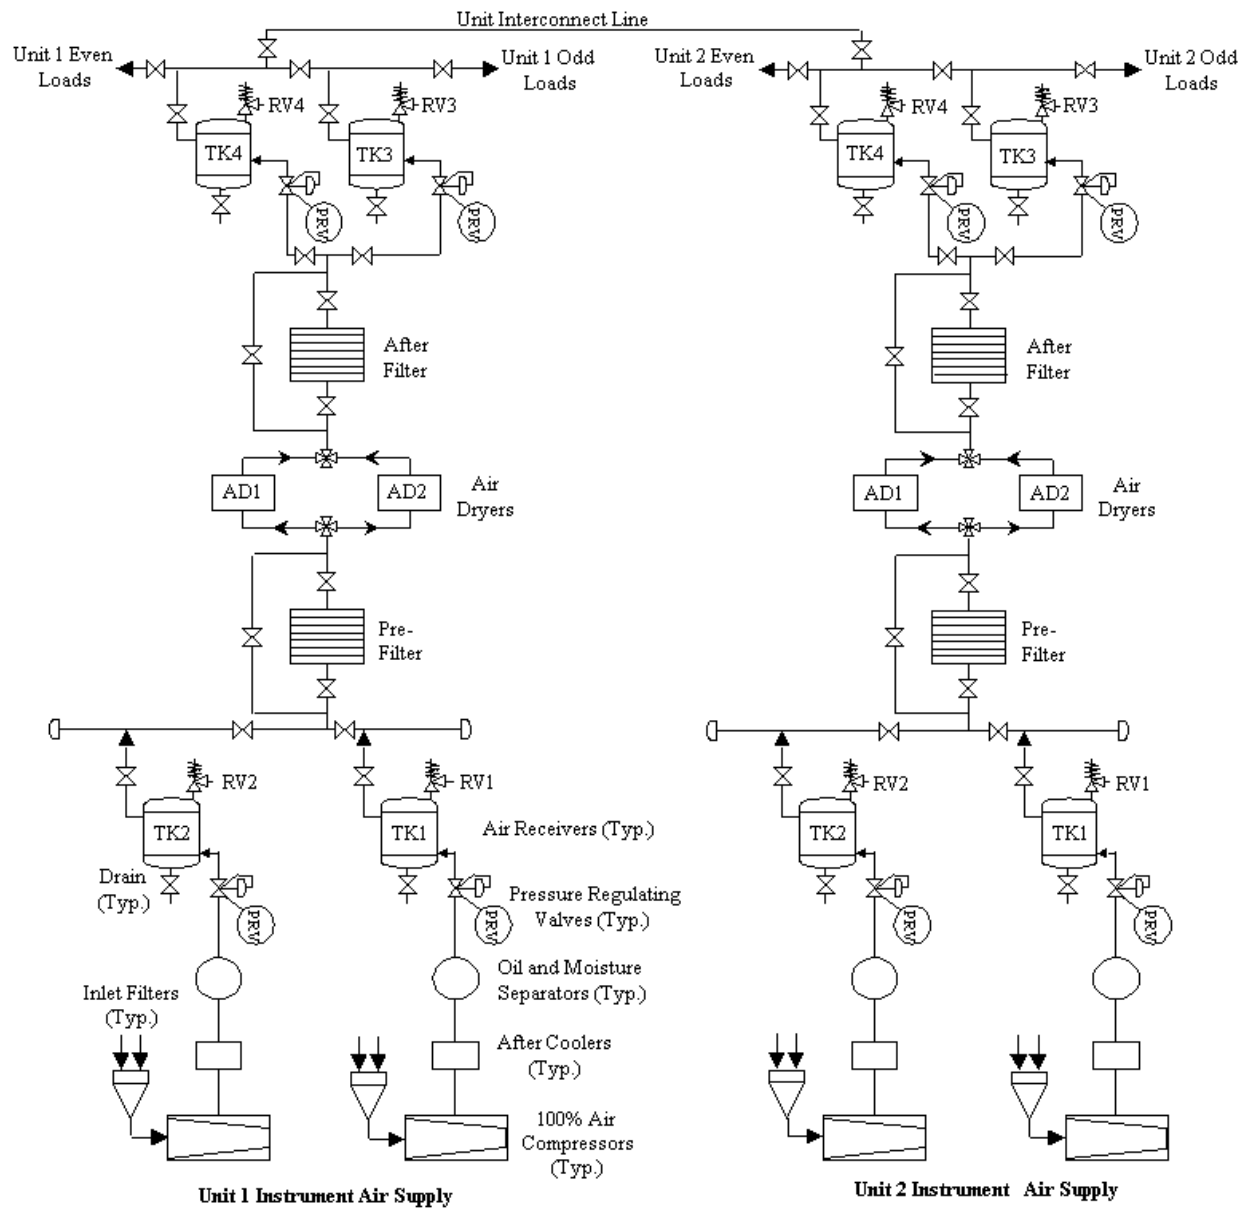 Unit Interconnect Line
Unit 1 Even
Loads
Unit 1 Odd
Loads
Unit 2 Even
Loads
Unit 2 Odd
Loads
RV4
RV3
RV4
RV3
TK4
TK3
TK4
TK3
PRV
PRV
PRV
PRV
After
Filter
After
Filter
AD1
AD2
Air
Dryers
AD1
AD2
Air
Dryers
Pre-
Filter
Pre-
Filter
RV2
RV1
RV2
RV1
TK2
TK1
Air Receivers (Typ.)
TK2
TK1
Drain
(Typ.)
Pressure Regulating
Valves (Typ.)
PRV
PRV
PRV
PRV
Inlet Filters
(Typ.)
Oil and Moisture
Separators (Typ.)
After Coolers
(Typ.)
100% Air
Compressors
(Typ.)
Unit 1 Instrument Air Supply
Unit 2 Instrument Air Supply